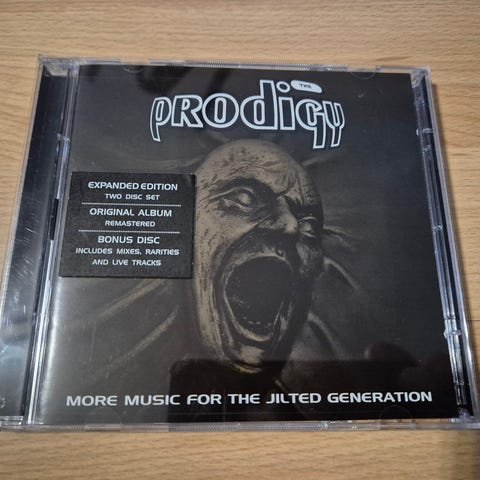 THE
PRODIGY
EXPANDED EDITION
TWO DISC SET
ORIGINAL ALBUM
REMASTERED
BONUS DISC
INCLUDES MIXES, RARITIES
AND LIVE TRACKS
MORE MUSIC FOR THE JILTED GENERATION